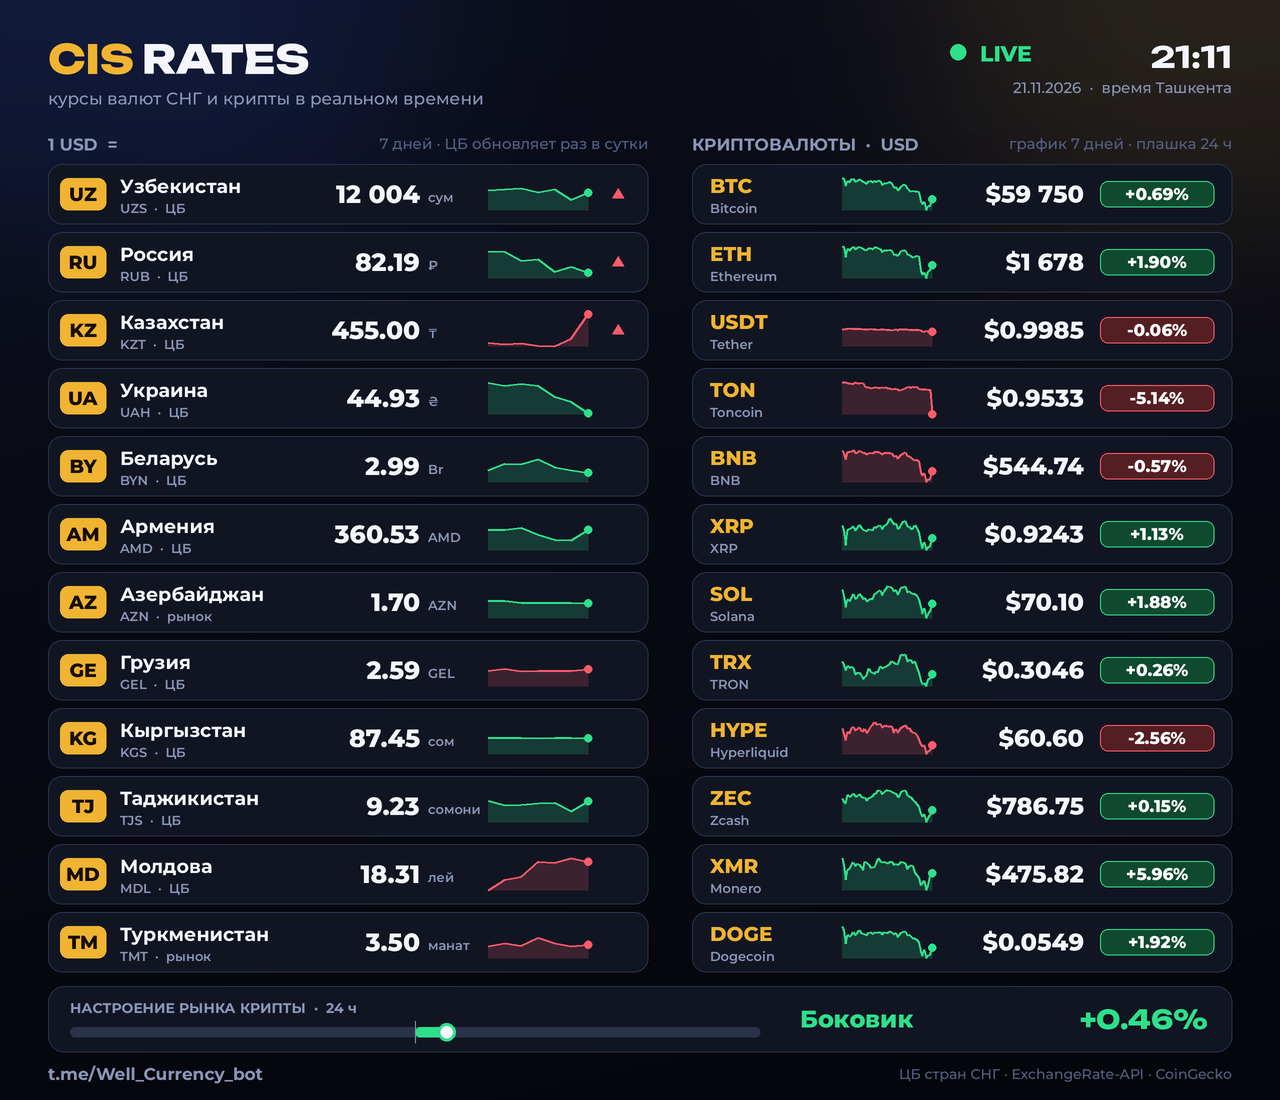 CIS RATES
курсы валют СНГ и крипты в реальном времени
LIVE
21:11
21.11.2026 · время Ташкента
1 USD =
7 дней · ЦБ обновляет раз в сутки
UZ Узбекистан 12 004 сум
UZS · ЦБ
RU Россия 82.19 ₽
RUB · ЦБ
KZ Казахстан 455.00 ₸
KZT · ЦБ
UA Украина 44.93 ₴
UAH · ЦБ
BY Беларусь 2.99 Br
BYN · ЦБ
AM Армения 360.53 AMD
AMD · ЦБ
AZ Азербайджан 1.70 AZN
AZN · рынок
GE Грузия 2.59 GEL
GEL · ЦБ
KG Кыргызстан 87.45 сом
KGS · ЦБ
TJ Таджикистан 9.23 сомони
TJS · ЦБ
MD Молдова 18.31 лей
MDL · ЦБ
TM Туркменистан 3.50 манат
TMT · рынок
КРИПТОВАЛЮТЫ · USD
график 7 дней · плашка 24 ч
BTC $59 750 +0.69%
Bitcoin
ETH $1 678 +1.90%
Ethereum
USDT $0.9985 -0.06%
Tether
TON $0.9533 -5.14%
Toncoin
BNB $544.74 -0.57%
BNB
XRP $0.9243 +1.13%
XRP
SOL $70.10 +1.88%
Solana
TRX $0.3046 +0.26%
TRON
HYPE $60.60 -2.56%
Hyperliquid
ZEC $786.75 +0.15%
Zcash
XMR $475.82 +5.96%
Monero
DOGE $0.0549 +1.92%
Dogecoin
НАСТРОЕНИЕ РЫНКА КРИПТЫ · 24 ч
Боковик
+0.46%
t.me/Well_Currency_bot
ЦБ стран СНГ · ExchangeRate-API · CoinGecko